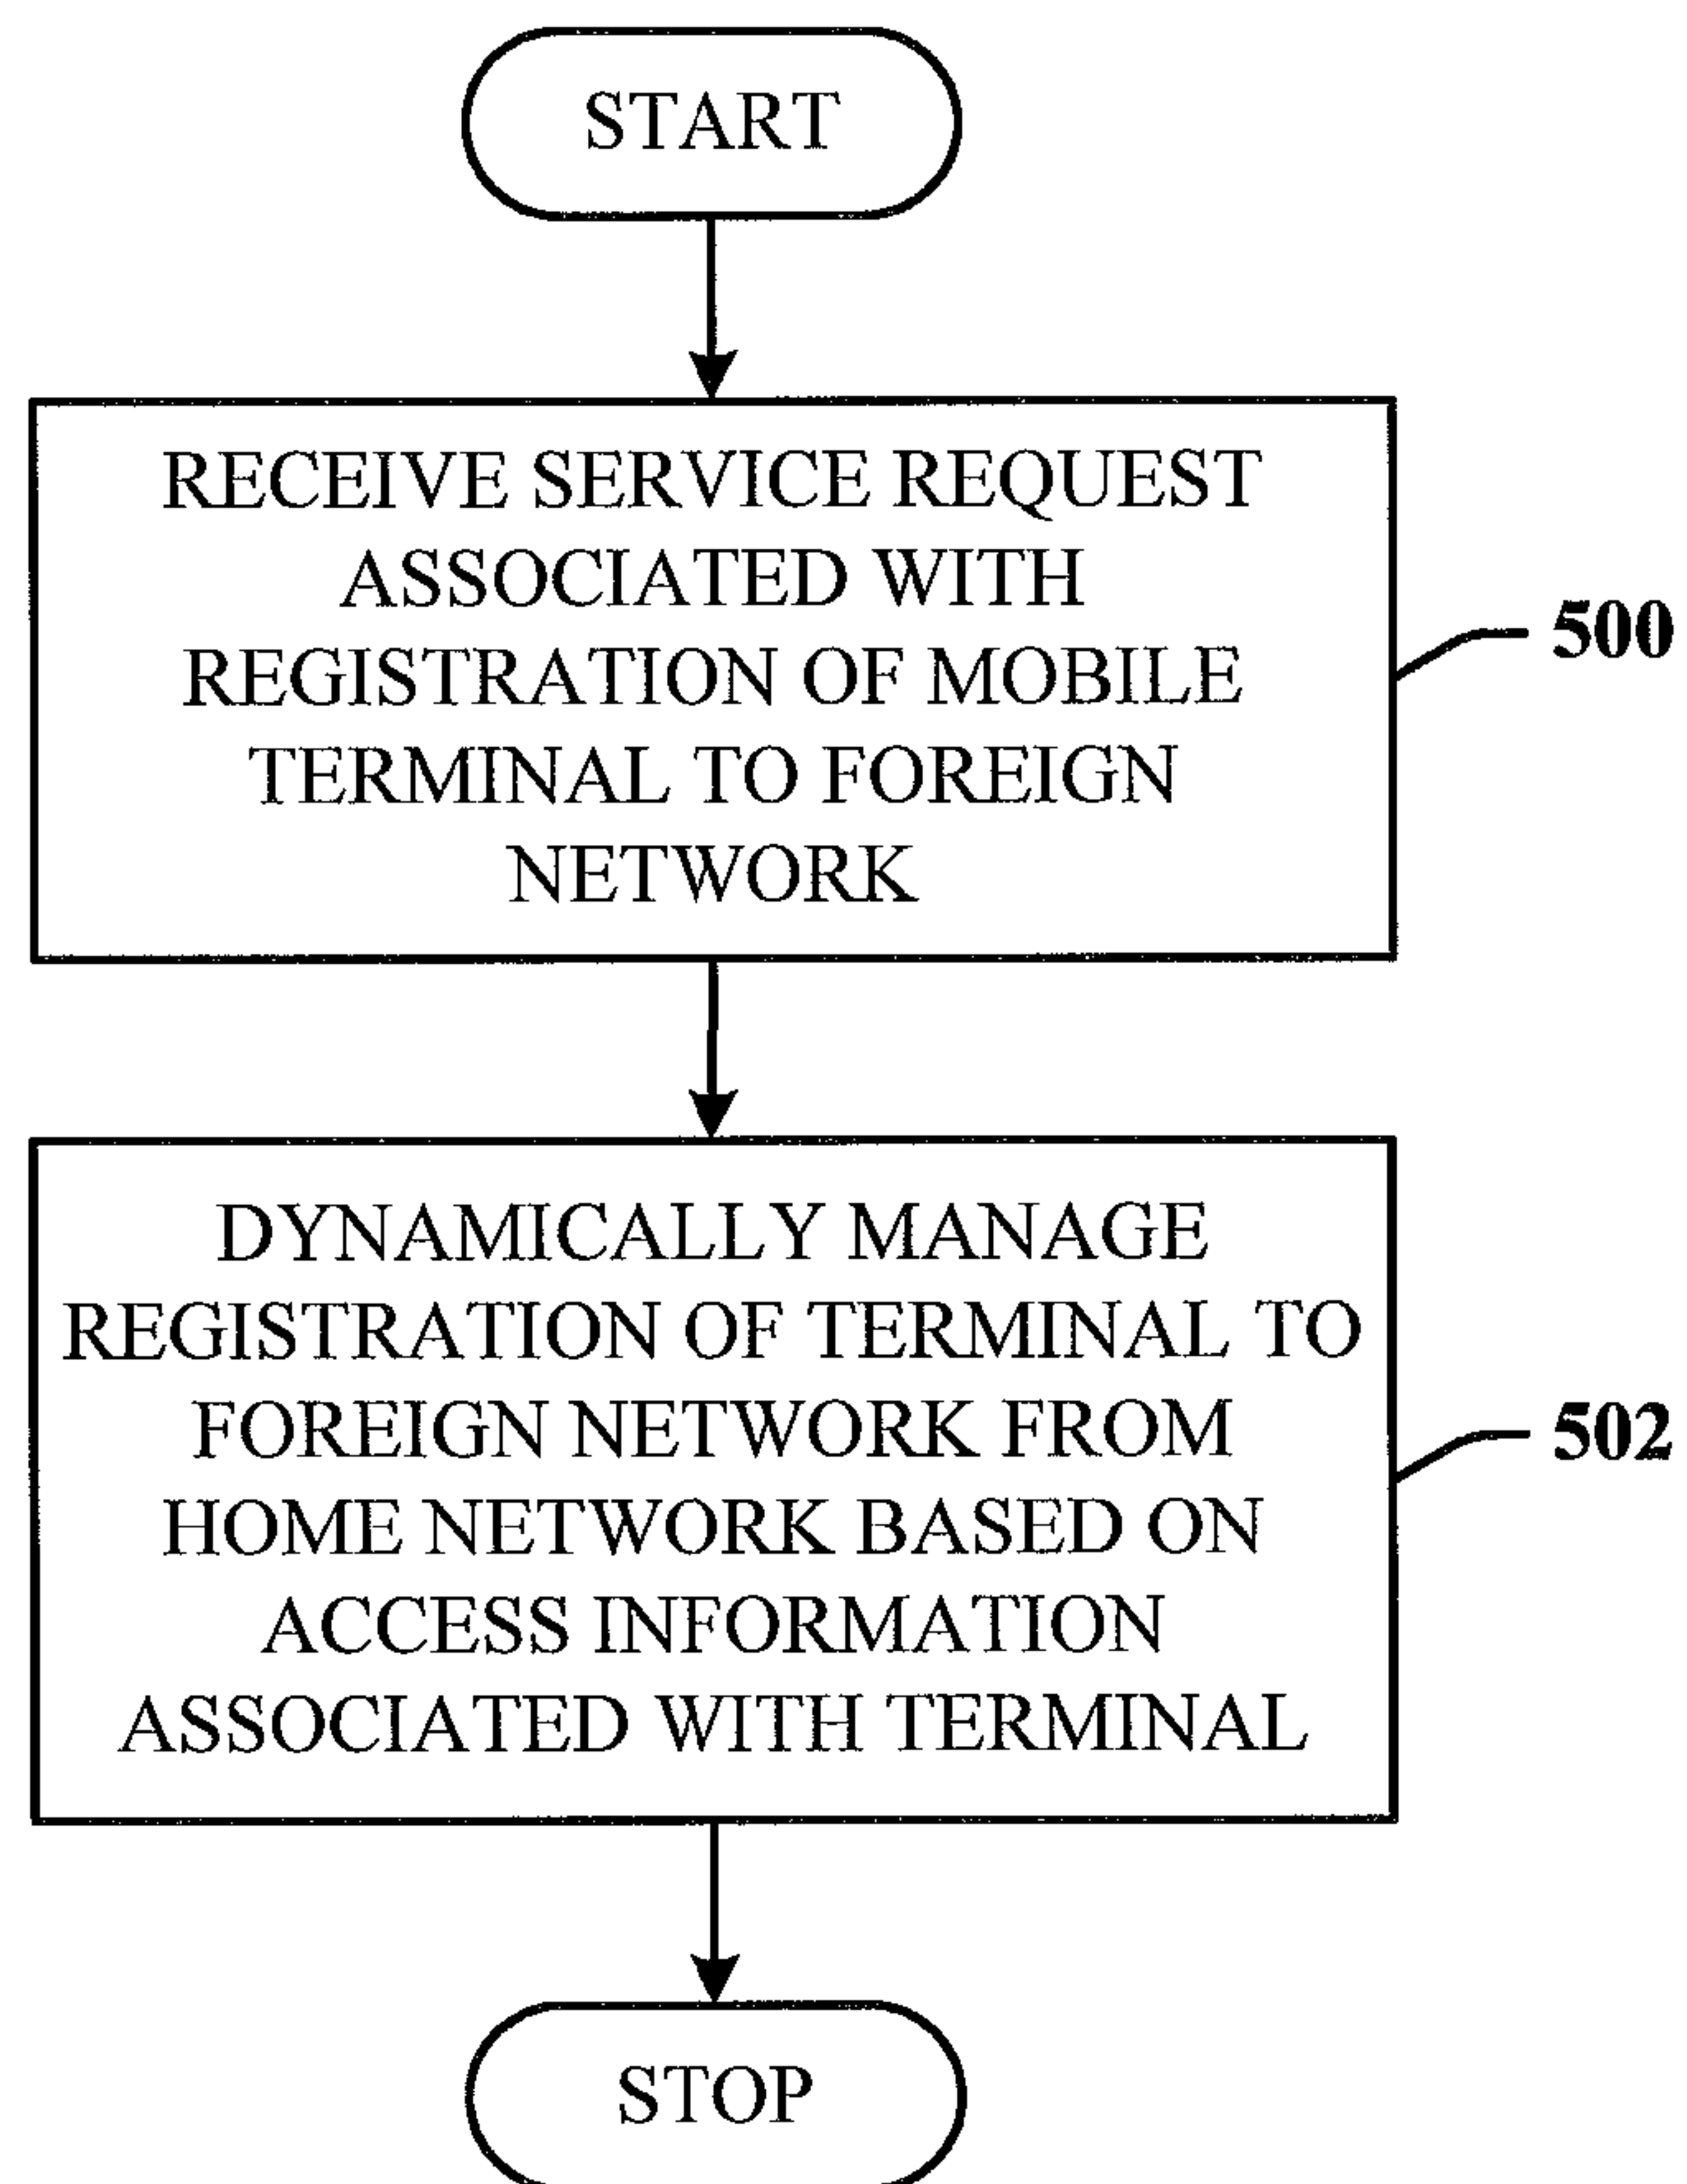 START
RECEIVE SERVICE REQUEST
ASSOCIATED WITH
REGISTRATION OF MOBILE
TERMINAL TO FOREIGN
NETWORK
500
DYNAMICALLY MANAGE
REGISTRATION OF TERMINAL TO
FOREIGN NETWORK FROM
HOME NETWORK BASED ON
ACCESS INFORMATION
ASSOCIATED WITH TERMINAL
502
STOP